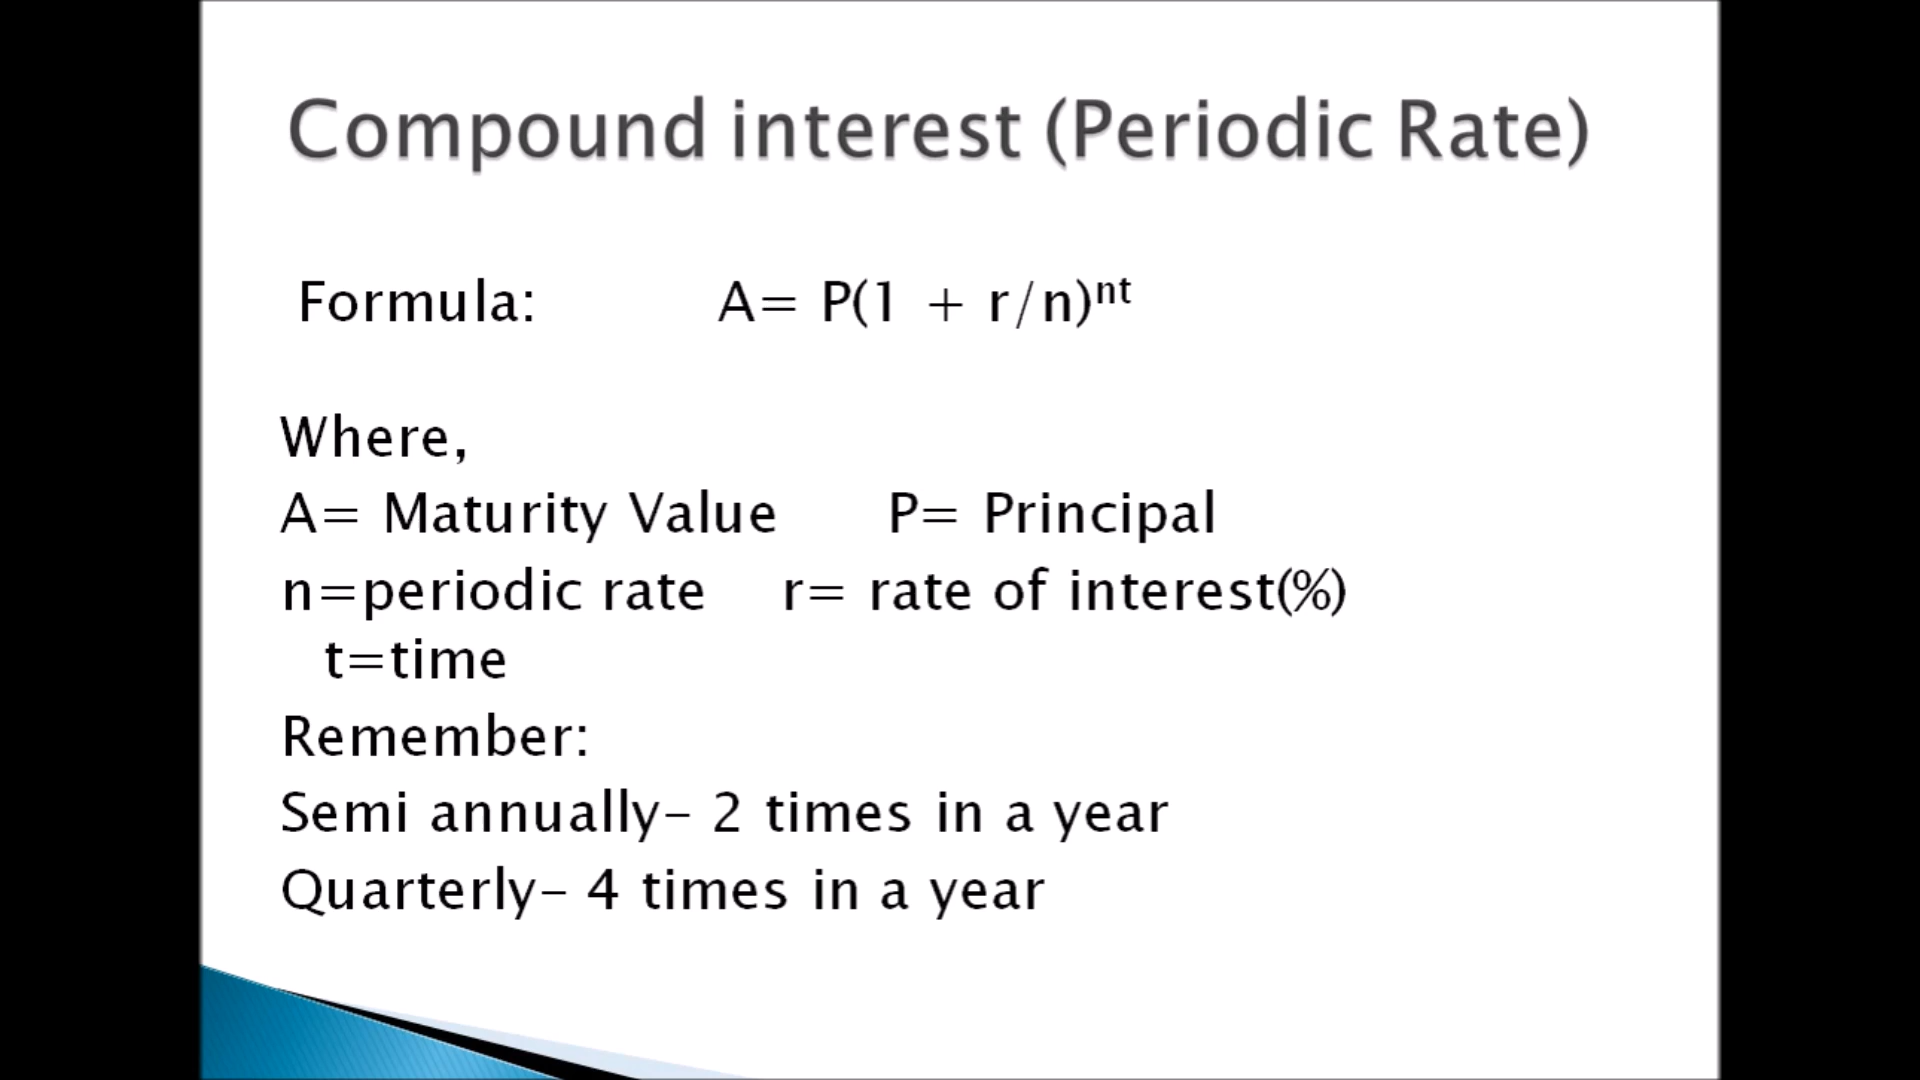 Compound interest (Periodic Rate)
Formula: A= P(1 + r/n)ⁿᵗ
Where,
A= Maturity Value P= Principal
n=periodic rate r= rate of interest(%)
t=time
Remember:
Semi annually- 2 times in a year
Quarterly- 4 times in a year